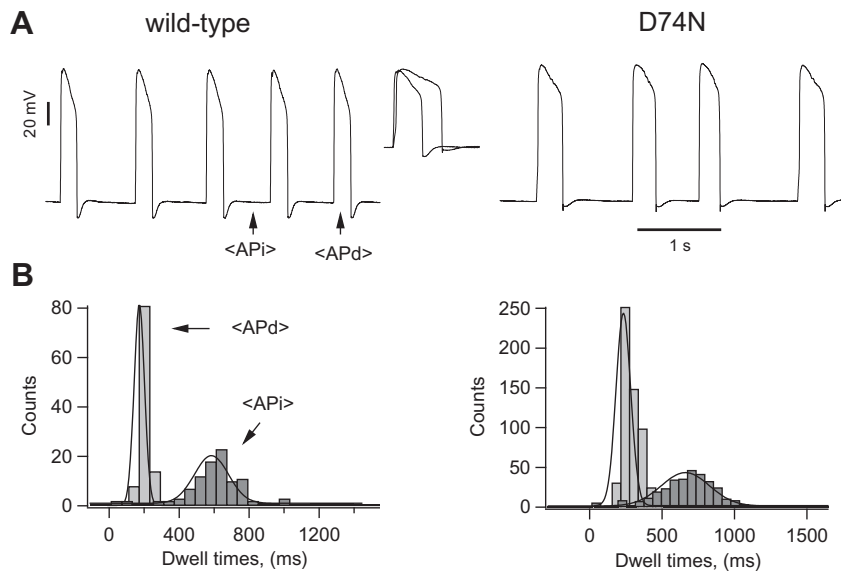 A
wild-type
D74N
20 mV
<APi>
<APd>
1 s
B
80
60
40
20
0
Counts
<APd>
<APi>
0
400
800
1200
Dwell times, (ms)
250
200
150
100
50
0
Counts
0
500
1000
1500
Dwell times, (ms)